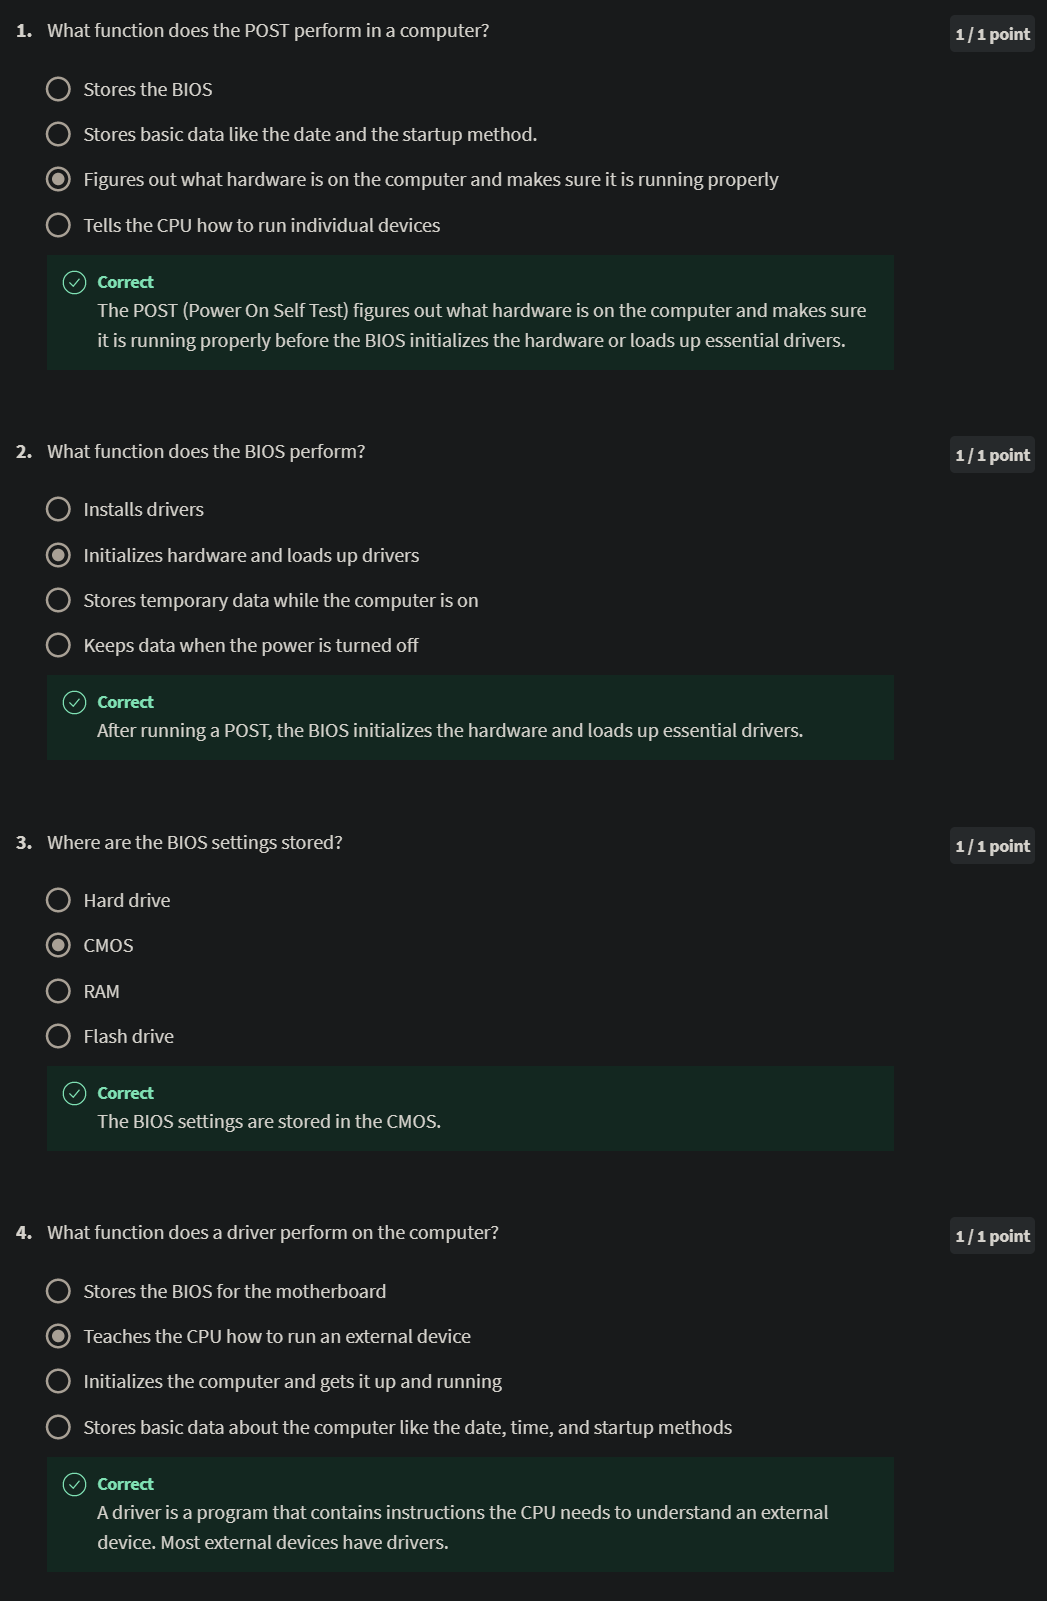 1. What function does the POST perform in a computer?
1 / 1 point
Stores the BIOS
Stores basic data like the date and the startup method.
Figures out what hardware is on the computer and makes sure it is running properly
Tells the CPU how to run individual devices
Correct
The POST (Power On Self Test) figures out what hardware is on the computer and makes sure
it is running properly before the BIOS initializes the hardware or loads up essential drivers.
2. What function does the BIOS perform?
1 / 1 point
Installs drivers
Initializes hardware and loads up drivers
Stores temporary data while the computer is on
Keeps data when the power is turned off
Correct
After running a POST, the BIOS initializes the hardware and loads up essential drivers.
3. Where are the BIOS settings stored?
1 / 1 point
Hard drive
CMOS
RAM
Flash drive
Correct
The BIOS settings are stored in the CMOS.
4. What function does a driver perform on the computer?
1 / 1 point
Stores the BIOS for the motherboard
Teaches the CPU how to run an external device
Initializes the computer and gets it up and running
Stores basic data about the computer like the date, time, and startup methods
Correct
A driver is a program that contains instructions the CPU needs to understand an external
device. Most external devices have drivers.